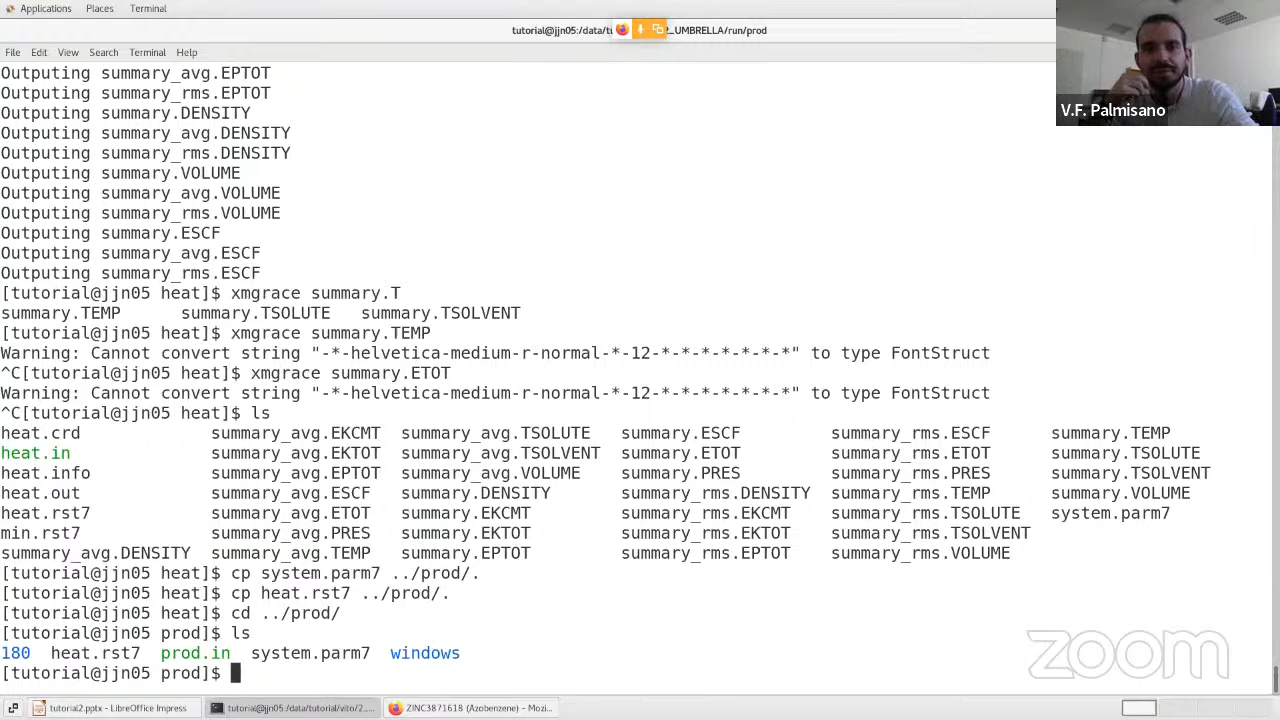 Applications Places Terminal
tutorial@jjn05:/data/tu 2_UMBRELLA/run/prod
File Edit View Search Terminal Help
V.F. Palmisano
Outputing summary_avg.EPTOT
Outputing summary_rms.EPTOT
Outputing summary.DENSITY
Outputing summary_avg.DENSITY
Outputing summary_rms.DENSITY
Outputing summary.VOLUME
Outputing summary_avg.VOLUME
Outputing summary_rms.VOLUME
Outputing summary.ESCF
Outputing summary_avg.ESCF
Outputing summary_rms.ESCF
[tutorial@jjn05 heat]$ xmgrace summary.T
summary.TEMP summary.TSOLUTE summary.TSOLVENT
[tutorial@jjn05 heat]$ xmgrace summary.TEMP
Warning: Cannot convert string "-*-helvetica-medium-r-normal-*-12-*-*-*-*-*-*-*" to type FontStruct
^C[tutorial@jjn05 heat]$ xmgrace summary.ETOT
Warning: Cannot convert string "-*-helvetica-medium-r-normal-*-12-*-*-*-*-*-*-*" to type FontStruct
^C[tutorial@jjn05 heat]$ ls
heat.crd summary_avg.EKCMT summary_avg.TSOLUTE summary.ESCF summary_rms.ESCF summary.TEMP
heat.in summary_avg.EKTOT summary_avg.TSOLVENT summary.ETOT summary_rms.ETOT summary.TSOLUTE
heat.info summary_avg.EPTOT summary_avg.VOLUME summary.PRES summary_rms.PRES summary.TSOLVENT
heat.out summary_avg.ESCF summary.DENSITY summary_rms.DENSITY summary_rms.TEMP summary.VOLUME
heat.rst7 summary_avg.ETOT summary.EKCMT summary_rms.EKCMT summary_rms.TSOLUTE system.parm7
min.rst7 summary_avg.PRES summary.EKTOT summary_rms.EKTOT summary_rms.TSOLVENT
summary_avg.DENSITY summary_avg.TEMP summary.EPTOT summary_rms.EPTOT summary_rms.VOLUME
[tutorial@jjn05 heat]$ cp system.parm7 ../prod/.
[tutorial@jjn05 heat]$ cp heat.rst7 ../prod/.
[tutorial@jjn05 heat]$ cd ../prod/
[tutorial@jjn05 prod]$ ls
180 heat.rst7 prod.in system.parm7 windows
[tutorial@jjn05 prod]$
zoom
tutorial2.pptx - LibreOffice Impress tutorial@jjn05:/data/tutorial/vito/2.... ZINC3871618 (Azobenzene) - Mozi...